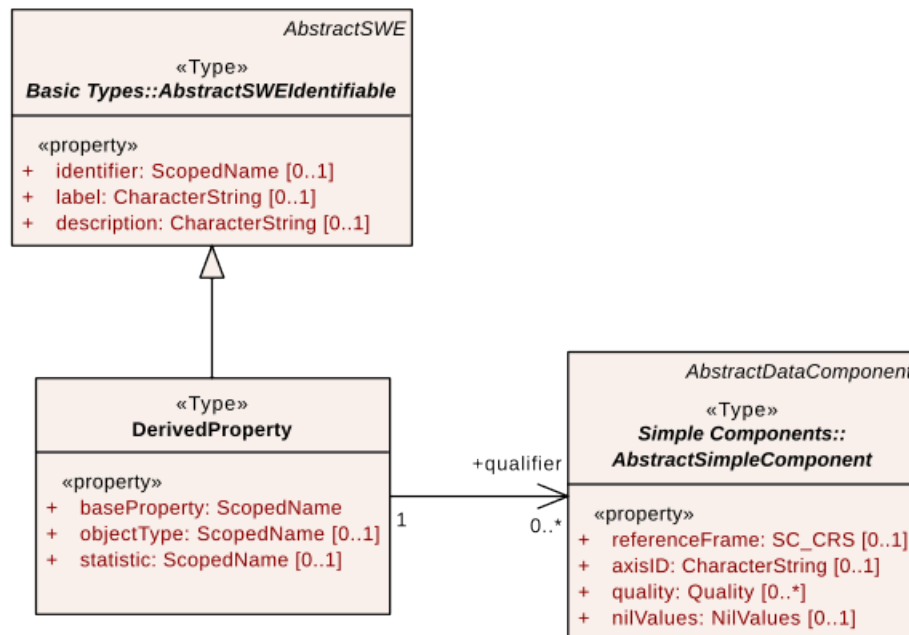 AbstractSWE
«Type»
Basic Types::AbstractSWEIdentifiable
«property»
+ identifier: ScopedName [0..1]
+ label: CharacterString [0..1]
+ description: CharacterString [0..1]
«Type»
DerivedProperty
«property»
+ baseProperty: ScopedName
+ objectType: ScopedName [0..1]
+ statistic: ScopedName [0..1]
+qualifier
1
0..*
AbstractDataComponent
«Type»
Simple Components::
AbstractSimpleComponent
«property»
+ referenceFrame: SC_CRS [0..1]
+ axisID: CharacterString [0..1]
+ quality: Quality [0..*]
+ nilValues: NilValues [0..1]